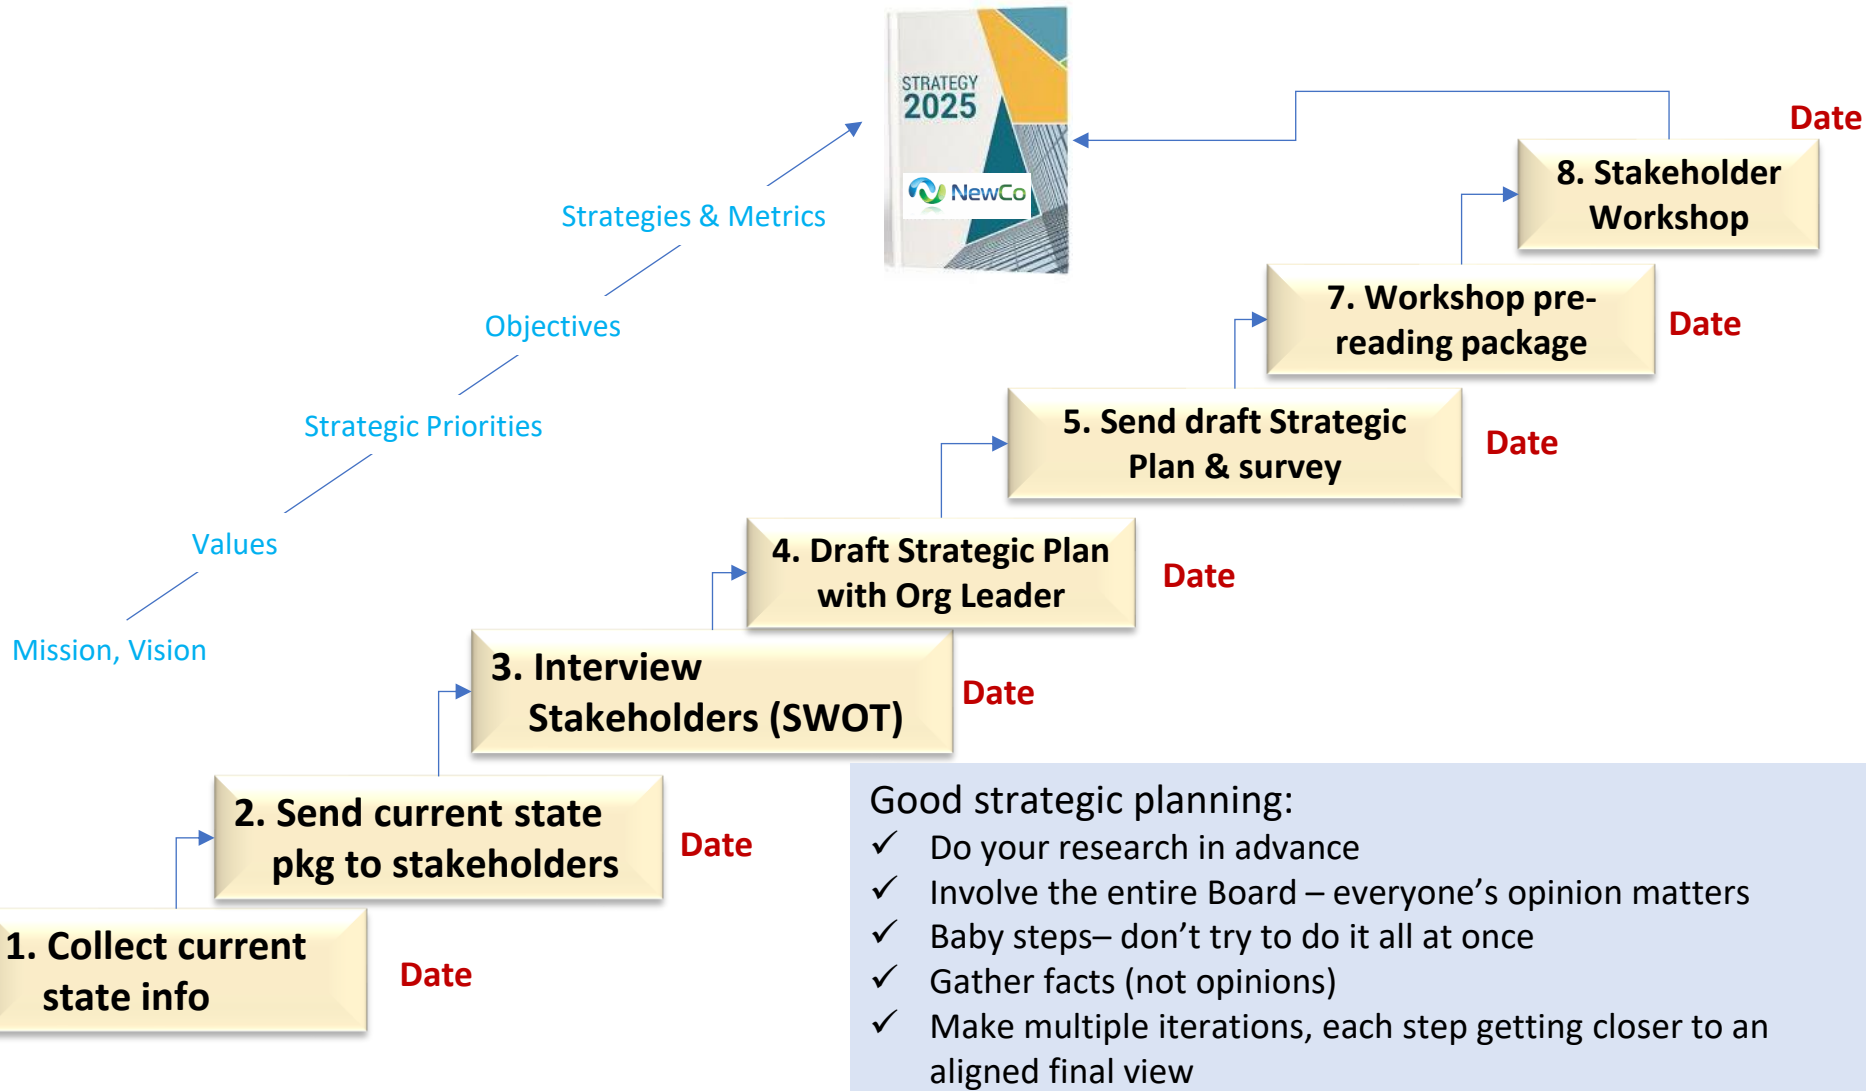 STRATEGY
2025
NewCo
Strategies & Metrics
Objectives
Strategic Priorities
Values
Mission, Vision
Date
8. Stakeholder
Workshop
7. Workshop pre-
reading package
Date
5. Send draft Strategic
Plan & survey
Date
4. Draft Strategic Plan
with Org Leader
Date
3. Interview
Stakeholders (SWOT)
Date
2. Send current state
pkg to stakeholders
Date
1. Collect current
state info
Date
Good strategic planning:
✓ Do your research in advance
✓ Involve the entire Board – everyone’s opinion matters
✓ Baby steps– don’t try to do it all at once
✓ Gather facts (not opinions)
✓ Make multiple iterations, each step getting closer to an
aligned final view